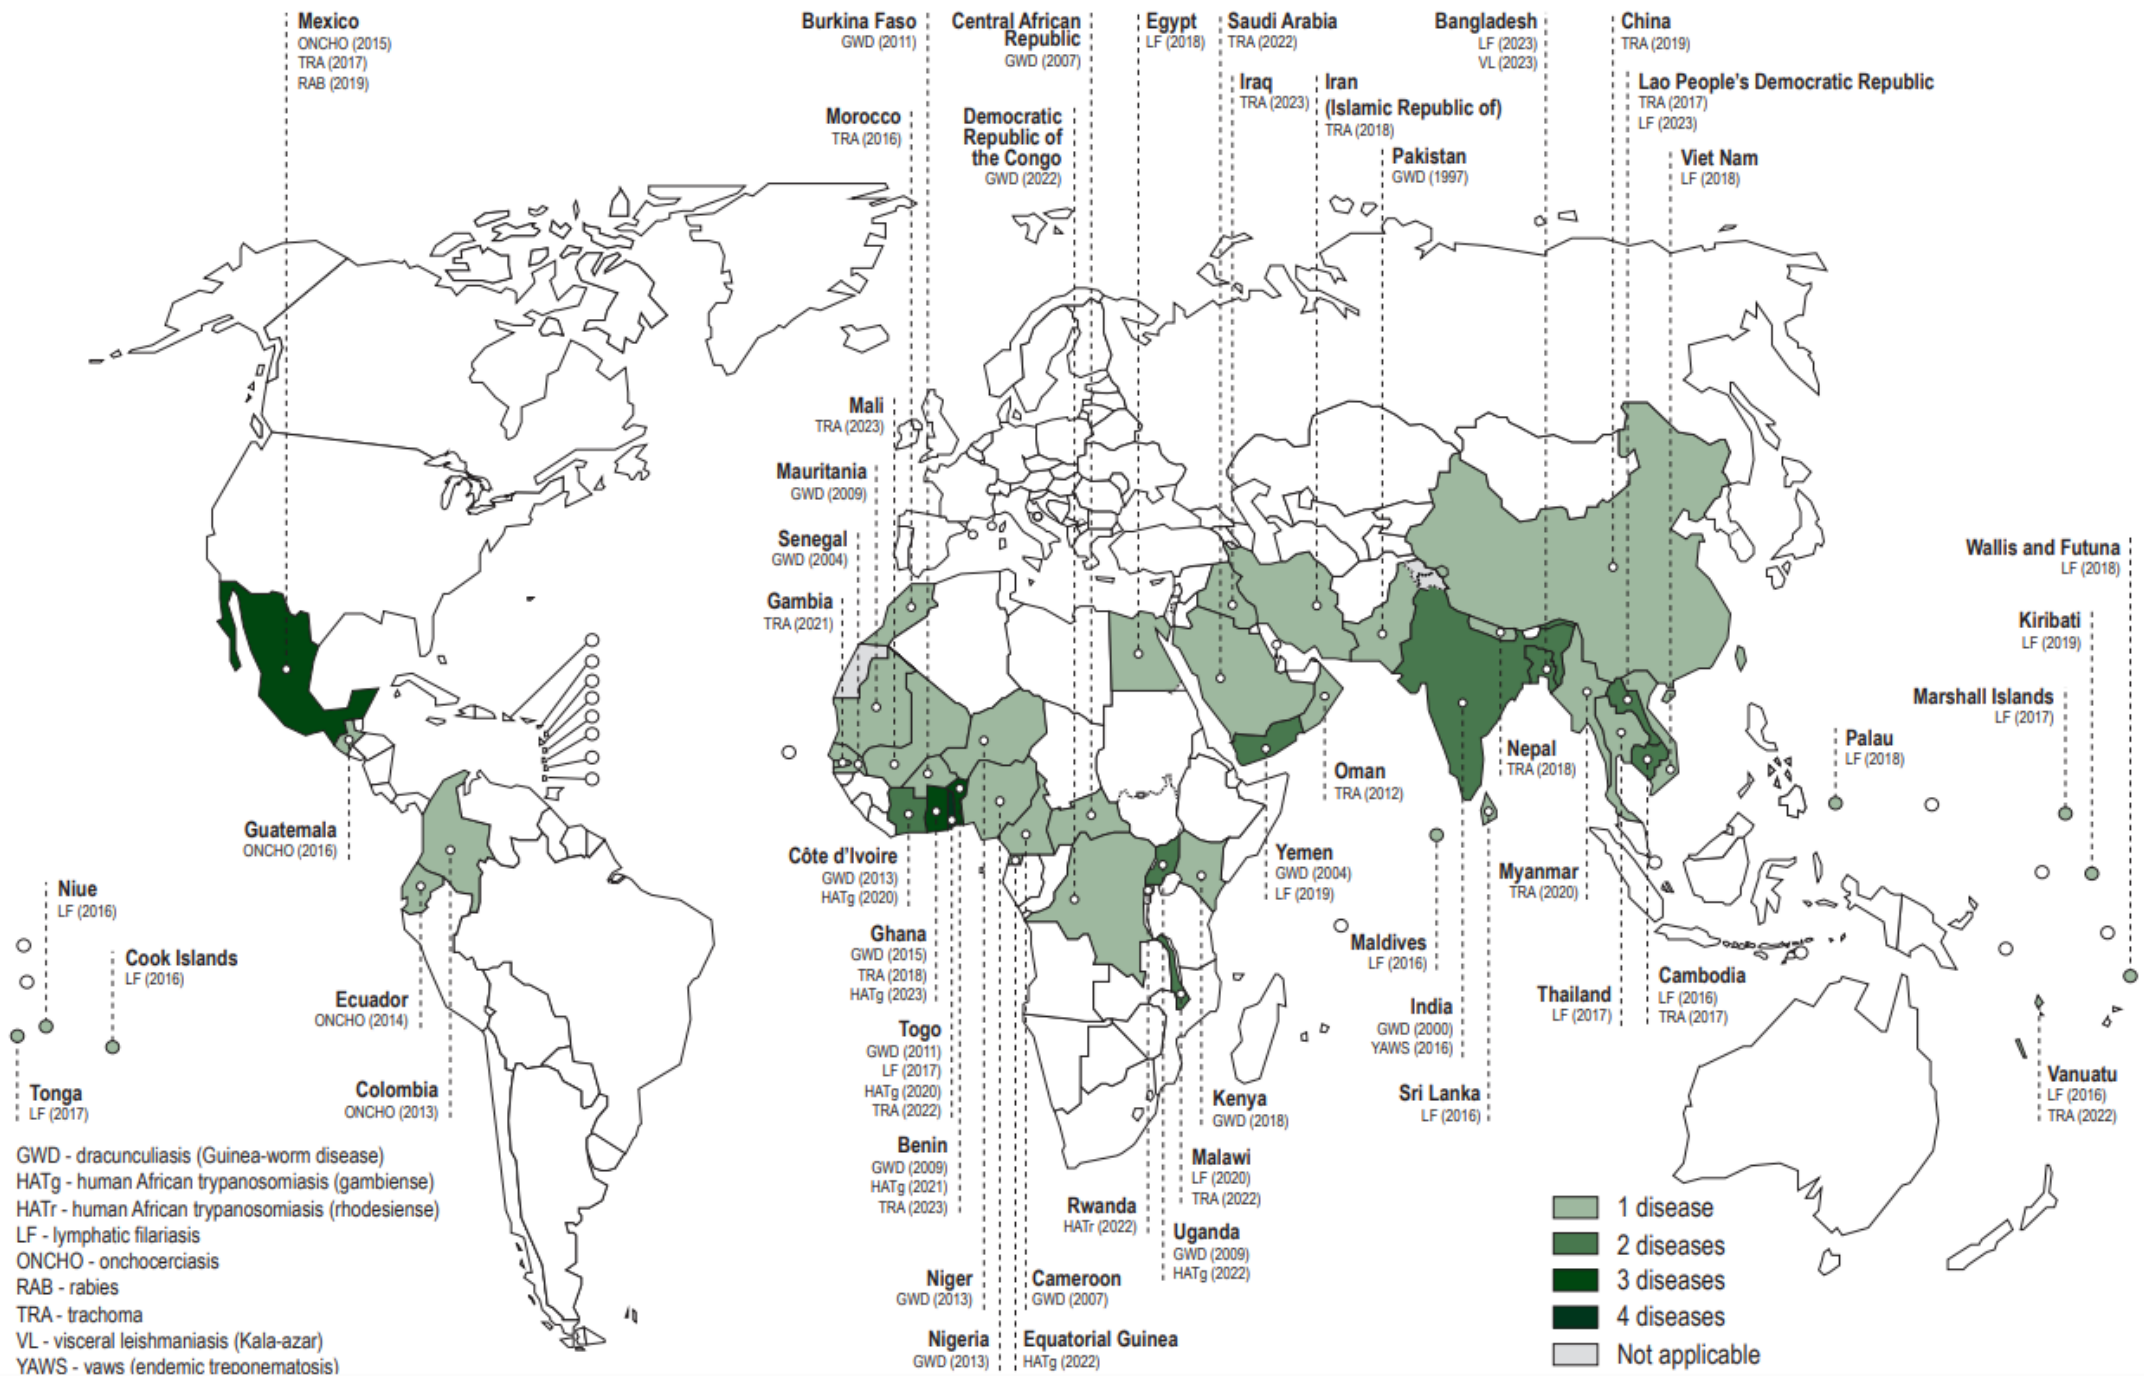 Mexico
ONCHO (2015)
TRA (2017)
RAB (2019)
Burkina Faso
GWD (2011)
Central African
Republic
GWD (2007)
Egypt
LF (2018)
Saudi Arabia
TRA (2022)
Bangladesh
LF (2023)
VL (2023)
China
TRA (2019)
Morocco
TRA (2016)
Democratic
Republic of
the Congo
GWD (2022)
Iraq
TRA (2023)
Iran
(Islamic Republic of)
TRA (2018)
Pakistan
GWD (1997)
Lao People's Democratic Republic
TRA (2017)
LF (2023)
Viet Nam
LF (2018)
Mali
TRA (2023)
Mauritania
GWD (2009)
Senegal
GWD (2004)
Gambia
TRA (2021)
Wallis and Futuna
LF (2018)
Kiribati
LF (2019)
Marshall Islands
LF (2017)
Palau
LF (2018)
Nepal
TRA (2018)
Oman
TRA (2012)
Guatemala
ONCHO (2016)
Côte d'Ivoire
GWD (2013)
HATg (2020)
Yemen
GWD (2004)
LF (2019)
Myanmar
TRA (2020)
Niue
LF (2016)
Cook Islands
LF (2016)
Ghana
GWD (2015)
TRA (2018)
HATg (2023)
Maldives
LF (2016)
Ecuador
ONCHO (2014)
India
GWD (2000)
YAWS (2016)
Thailand
LF (2017)
Cambodia
LF (2016)
TRA (2017)
Togo
GWD (2011)
LF (2017)
HATg (2020)
TRA (2022)
Tonga
LF (2017)
Colombia
ONCHO (2013)
Kenya
GWD (2018)
Sri Lanka
LF (2016)
Vanuatu
LF (2016)
TRA (2022)
Benin
GWD (2009)
HATg (2021)
TRA (2023)
Malawi
LF (2020)
TRA (2022)
Rwanda
HATr (2022)
Uganda
GWD (2009)
HATg (2022)
Niger
GWD (2013)
Cameroon
GWD (2007)
Nigeria
GWD (2013)
Equatorial Guinea
HATg (2022)
GWD - dracunculiasis (Guinea-worm disease)
HATg - human African trypanosomiasis (gambiense)
HATr - human African trypanosomiasis (rhodesiense)
LF - lymphatic filariasis
ONCHO - onchocerciasis
RAB - rabies
TRA - trachoma
VL - visceral leishmaniasis (Kala-azar)
YAWS - yaws (endemic treponematosis)
1 disease
2 diseases
3 diseases
4 diseases
Not applicable